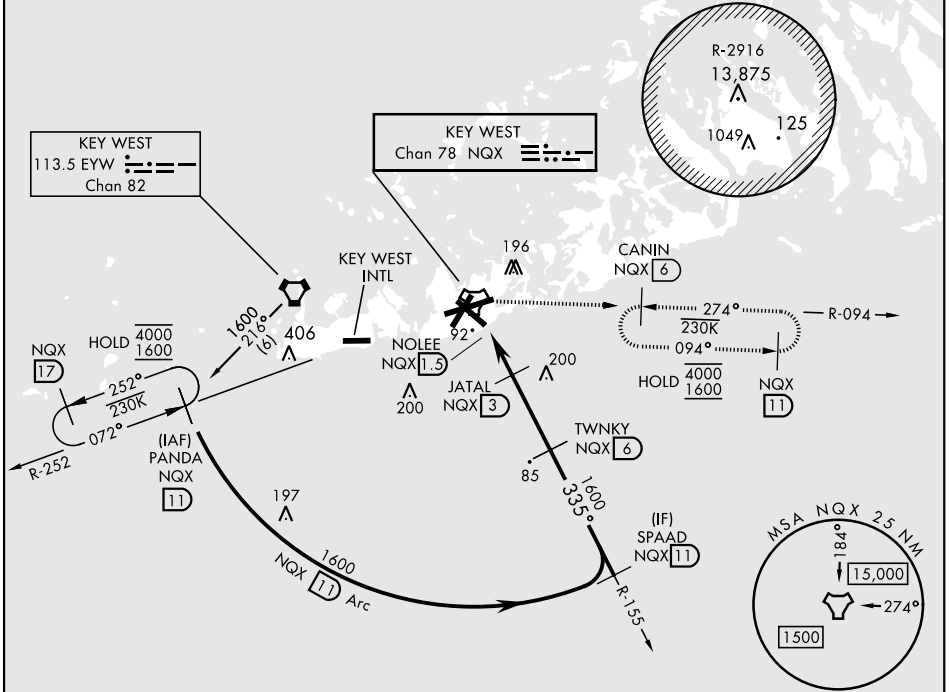 R-2916
13,875
1049
125
KEY WEST
113.5 EYW
Chan 82
KEY WEST
Chan 78 NQX
196
CANIN
NQX 6
KEY WEST
INTL
1600
216°
(6)
406
HOLD 4000
1600
NQX
17
252°
230K
072°
R-252
(IAF)
PANDA
NQX
11
92
NOLEE
NQX 1.5
200
JATAL
NQX 3
200
274°
230K
094°
R-094
HOLD 4000
1600
NQX
11
TWNKY
NQX 6
85
1600
335°
197
1600
NQX 11 Arc
(IF)
SPAAD
NQX 11
R-155
MSA NQX 25 NM
184°
15,000
274°
1500